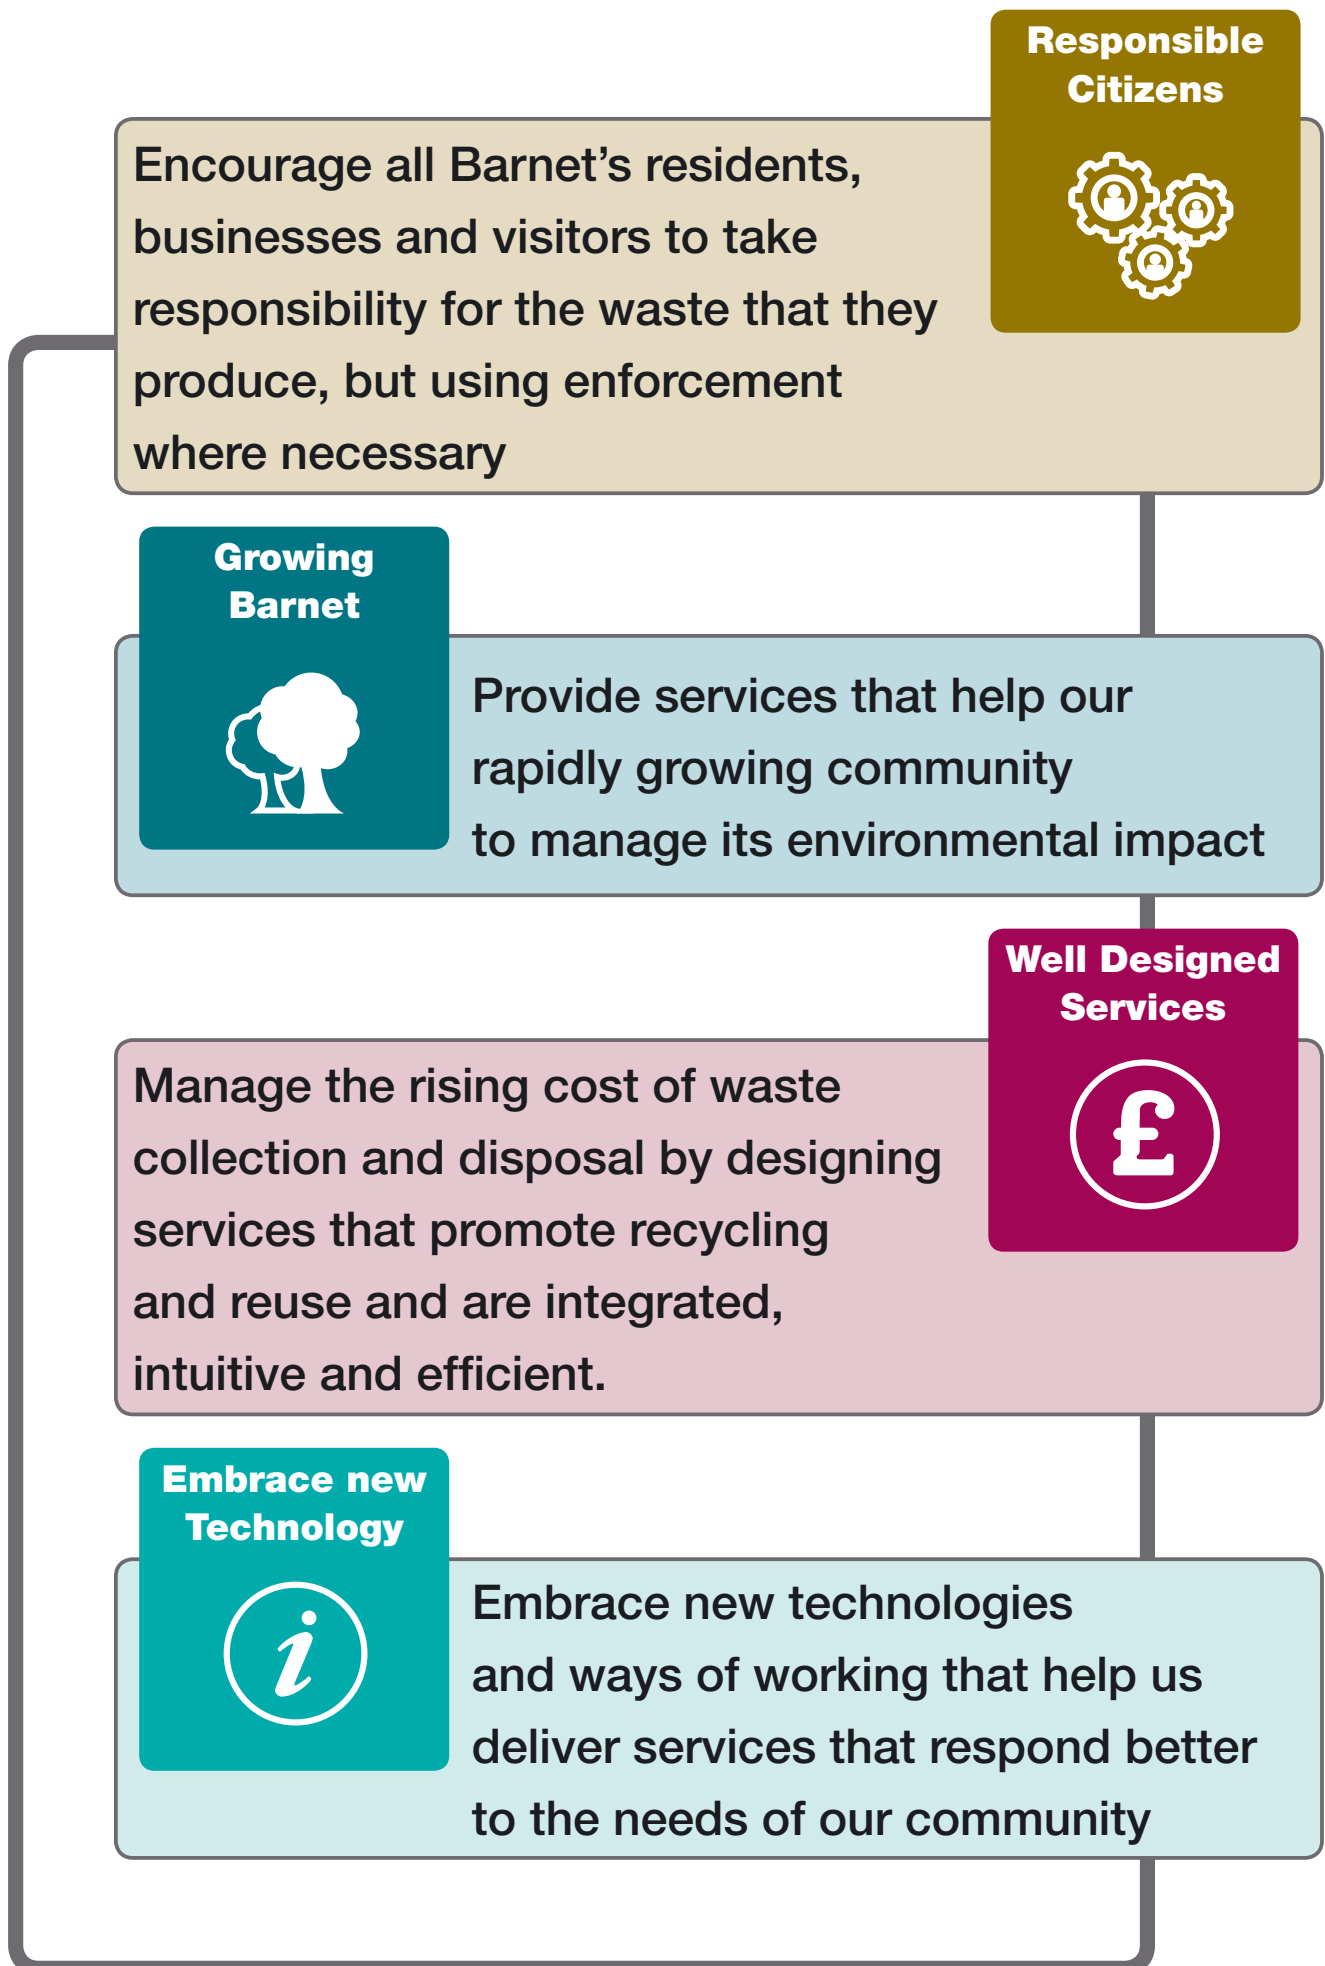 Responsible
Citizens
Encourage all Barnet’s residents,
businesses and visitors to take
responsibility for the waste that they
produce, but using enforcement
where necessary
Growing
Barnet
Provide services that help our
rapidly growing community
to manage its environmental impact
Well Designed
Services
£
Manage the rising cost of waste
collection and disposal by designing
services that promote recycling
and reuse and are integrated,
intuitive and efficient.
Embrace new
Technology
i
Embrace new technologies
and ways of working that help us
deliver services that respond better
to the needs of our community